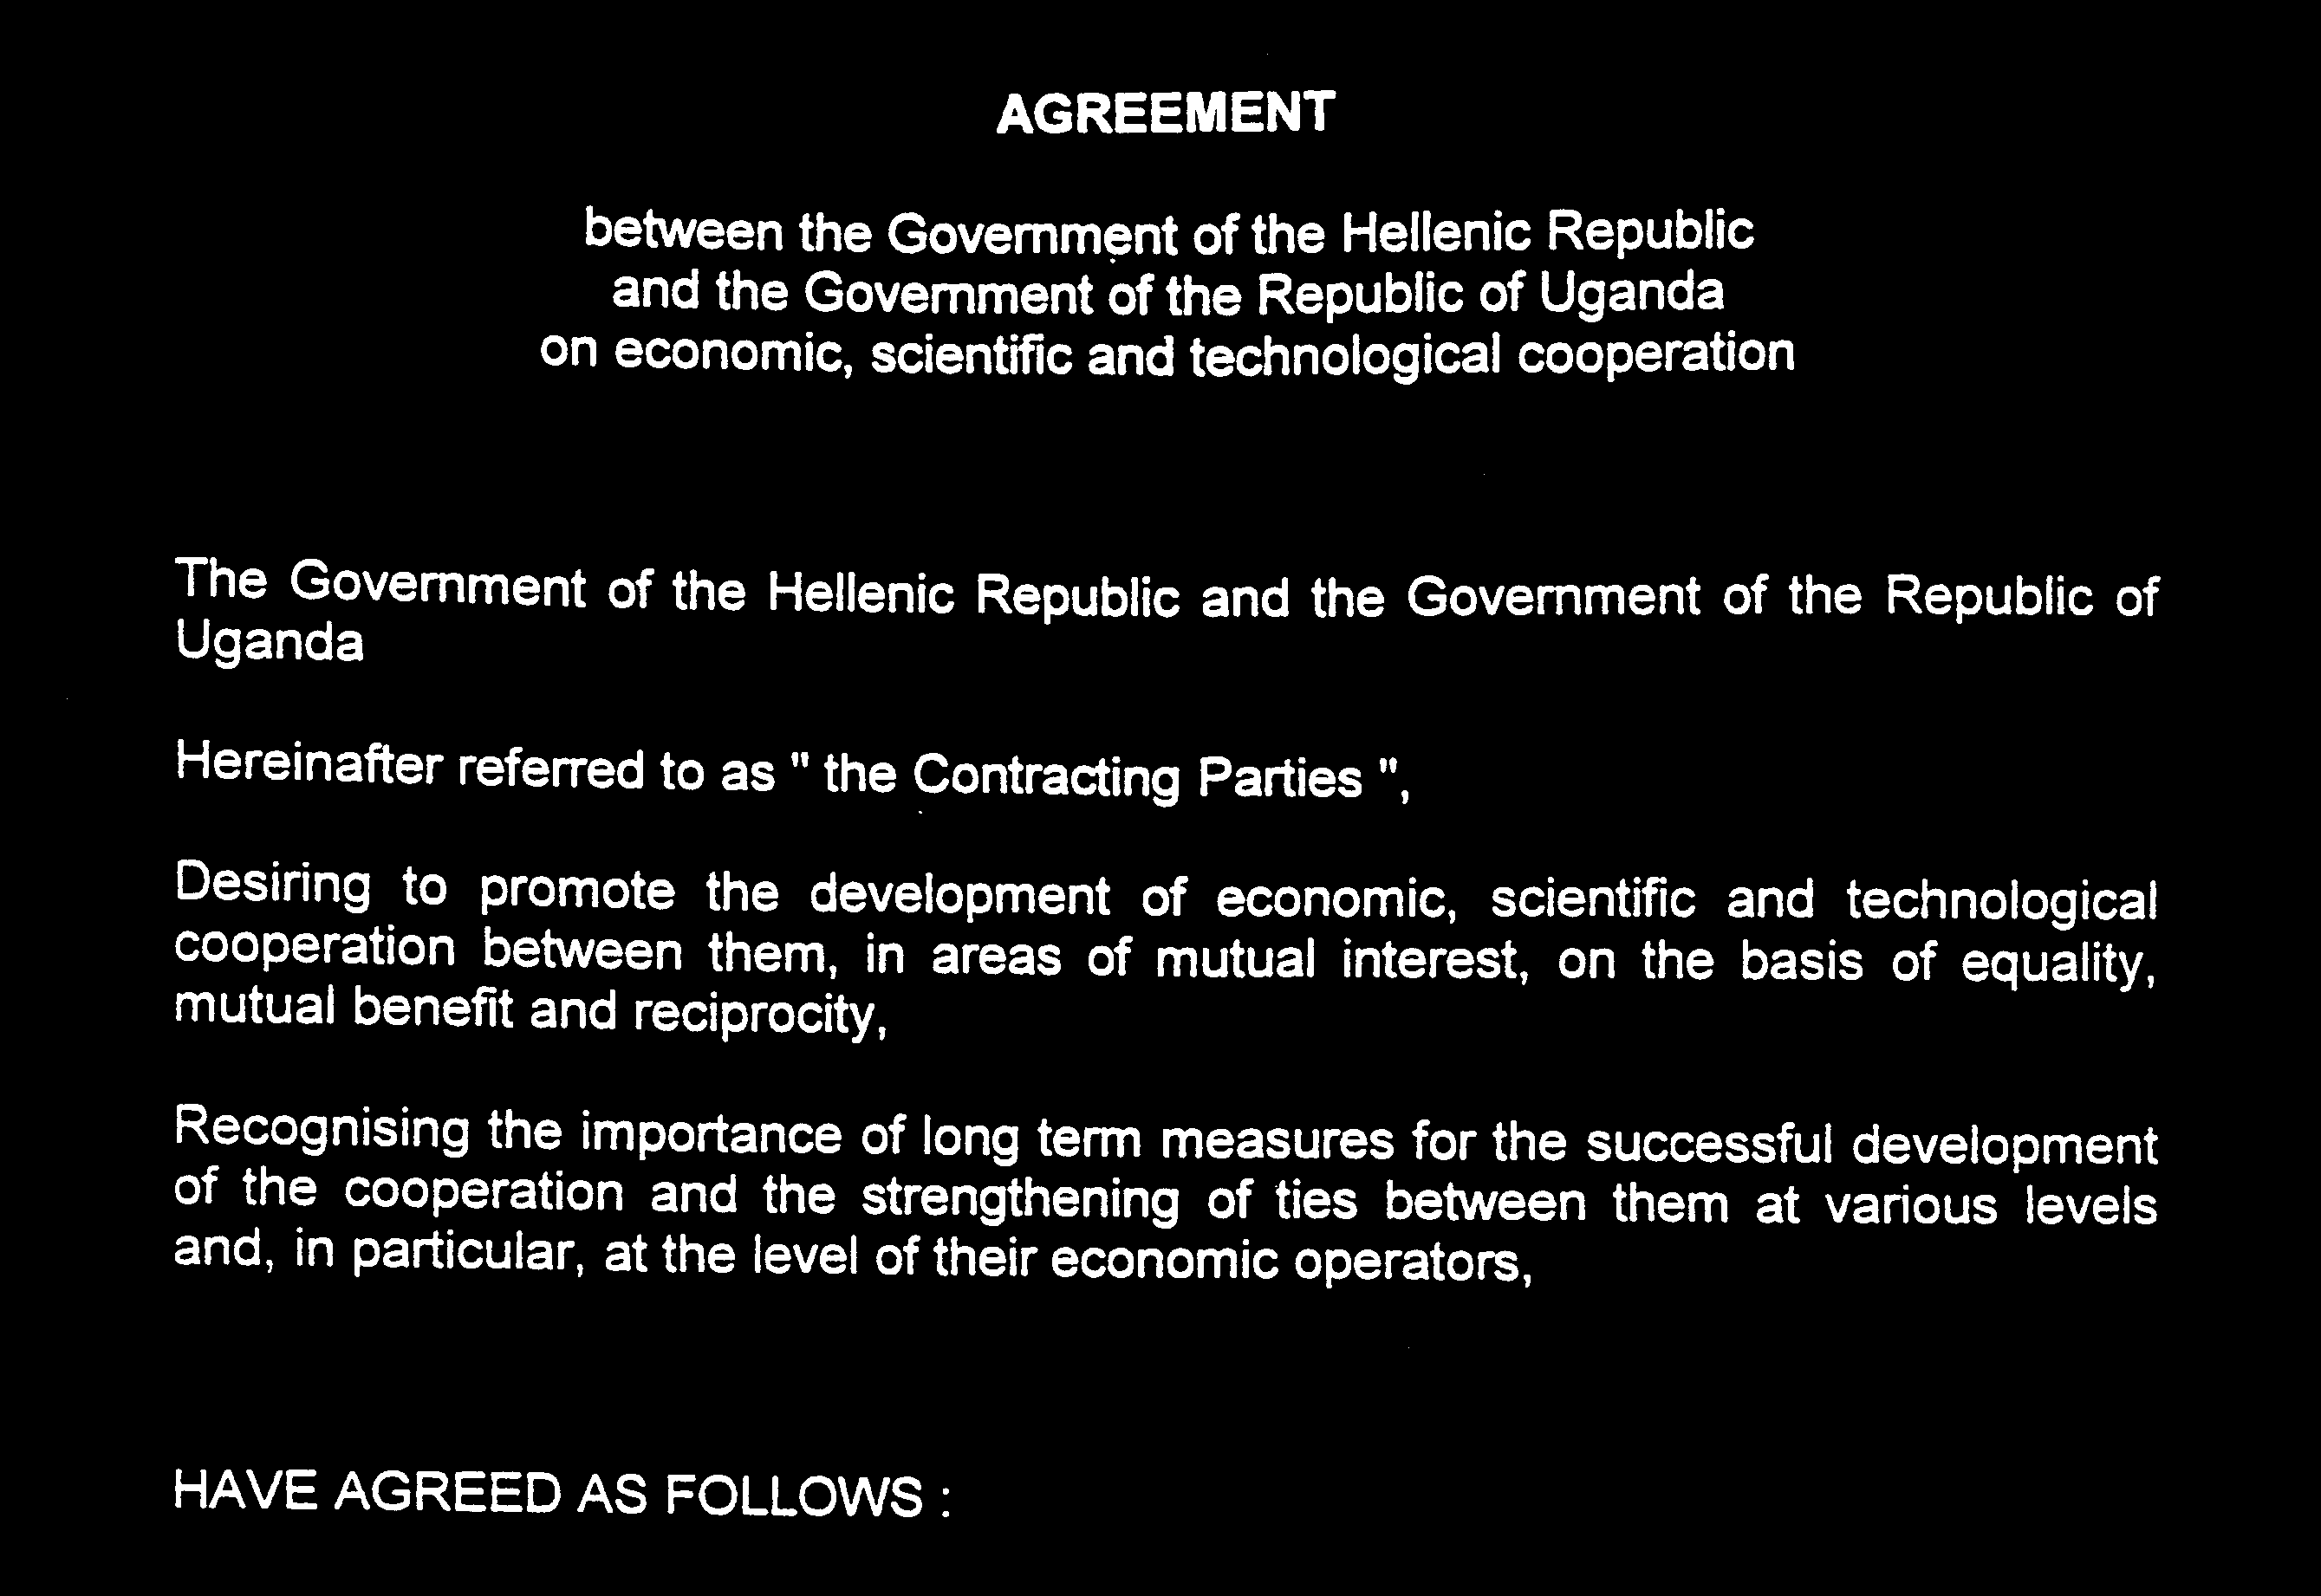 AGREEMENT
between the Government of the Hellenic Republic
and the Government of the Republic of Uganda
on economic, scientific and technological cooperation
The Government of the Hellenic Republic and the Government of the Republic of
Uganda
Hereinafter referred to as " the Contracting Parties ",
Desiring to promote the development of economic, scientific and technological
cooperation between them, in areas of mutual interest, on the basis of equality,
mutual benefit and reciprocity,
Recognising the importance of long term measures for the successful development
of the cooperation and the strengthening of ties between them at various levels
and, in particular, at the level of their economic operators,
HAVE AGREED AS FOLLOWS :